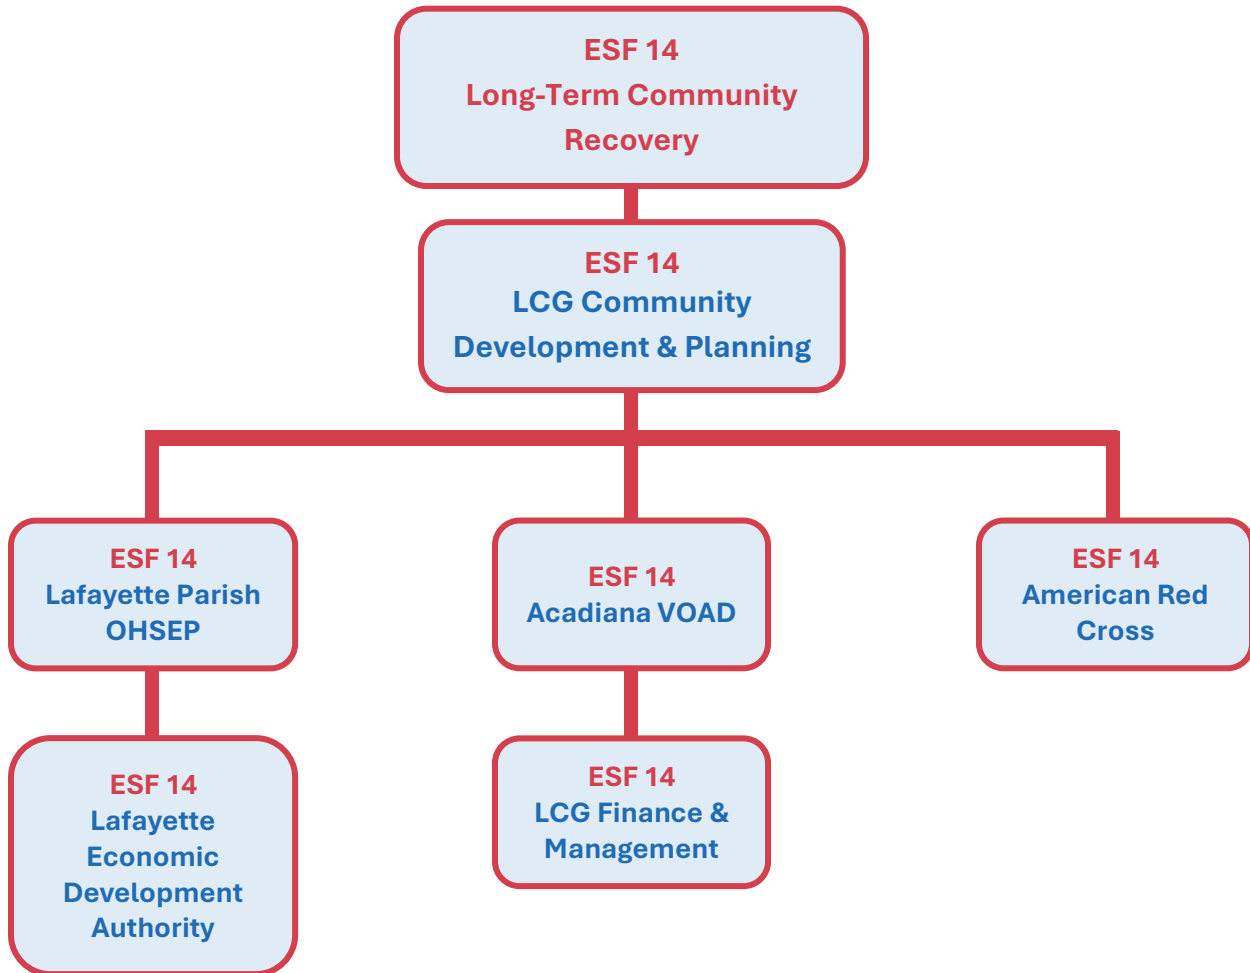 ESF 14
Long-Term Community
Recovery
ESF 14
LCG Community
Development & Planning
ESF 14
Lafayette Parish
OHSEP
ESF 14
Acadiana VOAD
ESF 14
American Red
Cross
ESF 14
Lafayette
Economic
Development
Authority
ESF 14
LCG Finance &
Management